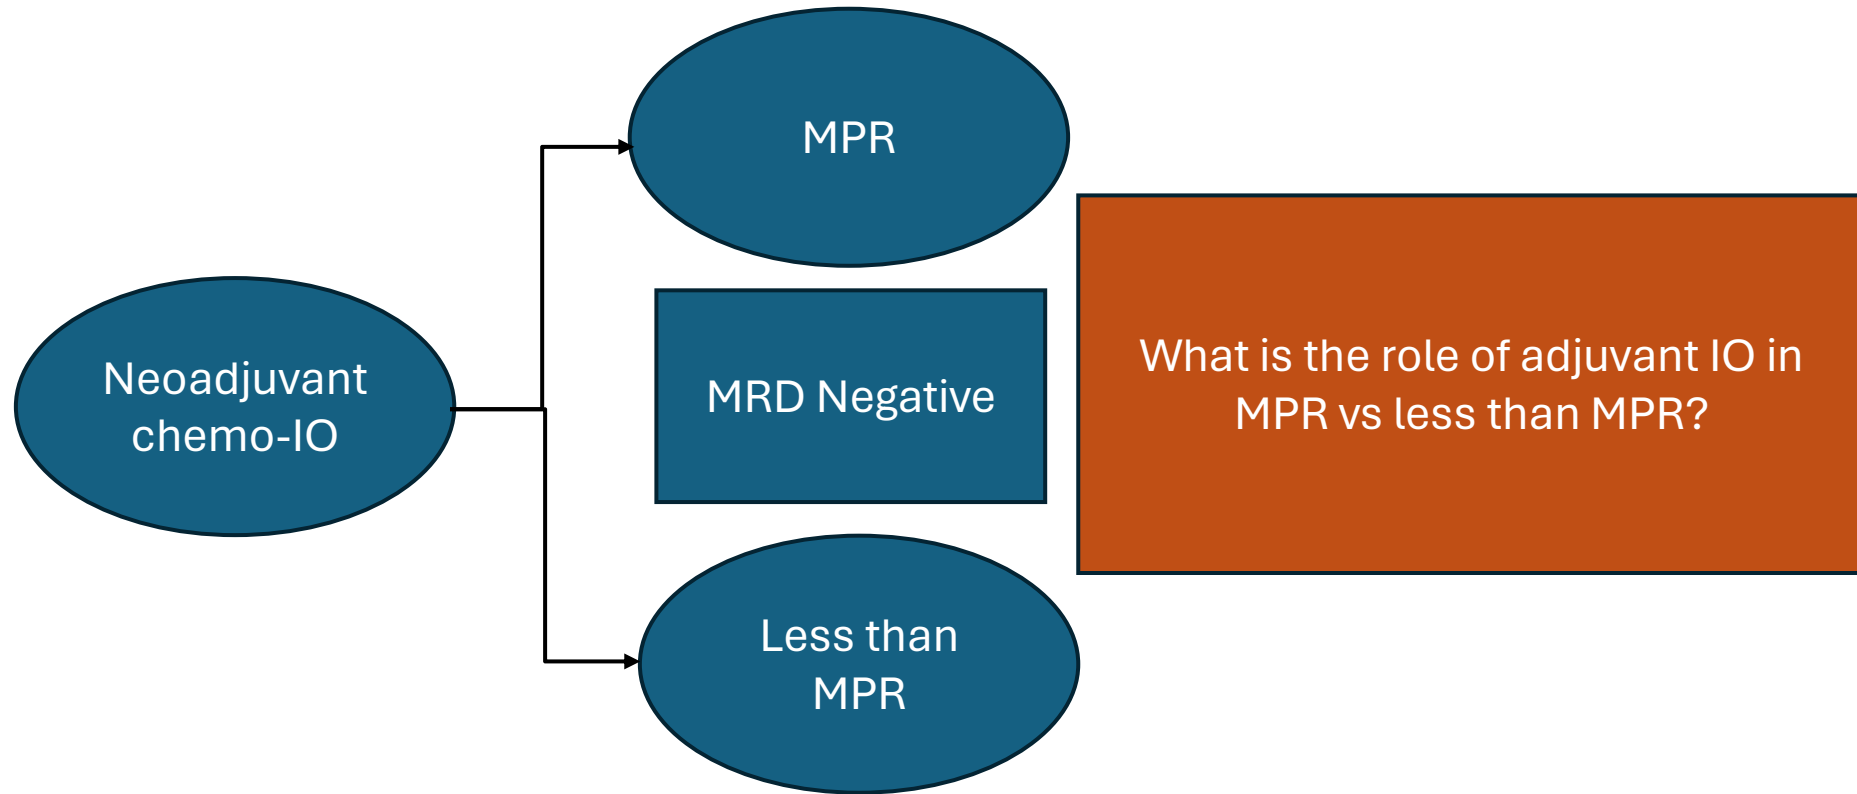 MPR
Neoadjuvant
chemo-IO
MRD Negative
What is the role of adjuvant IO in
MPR vs less than MPR?
Less than
MPR